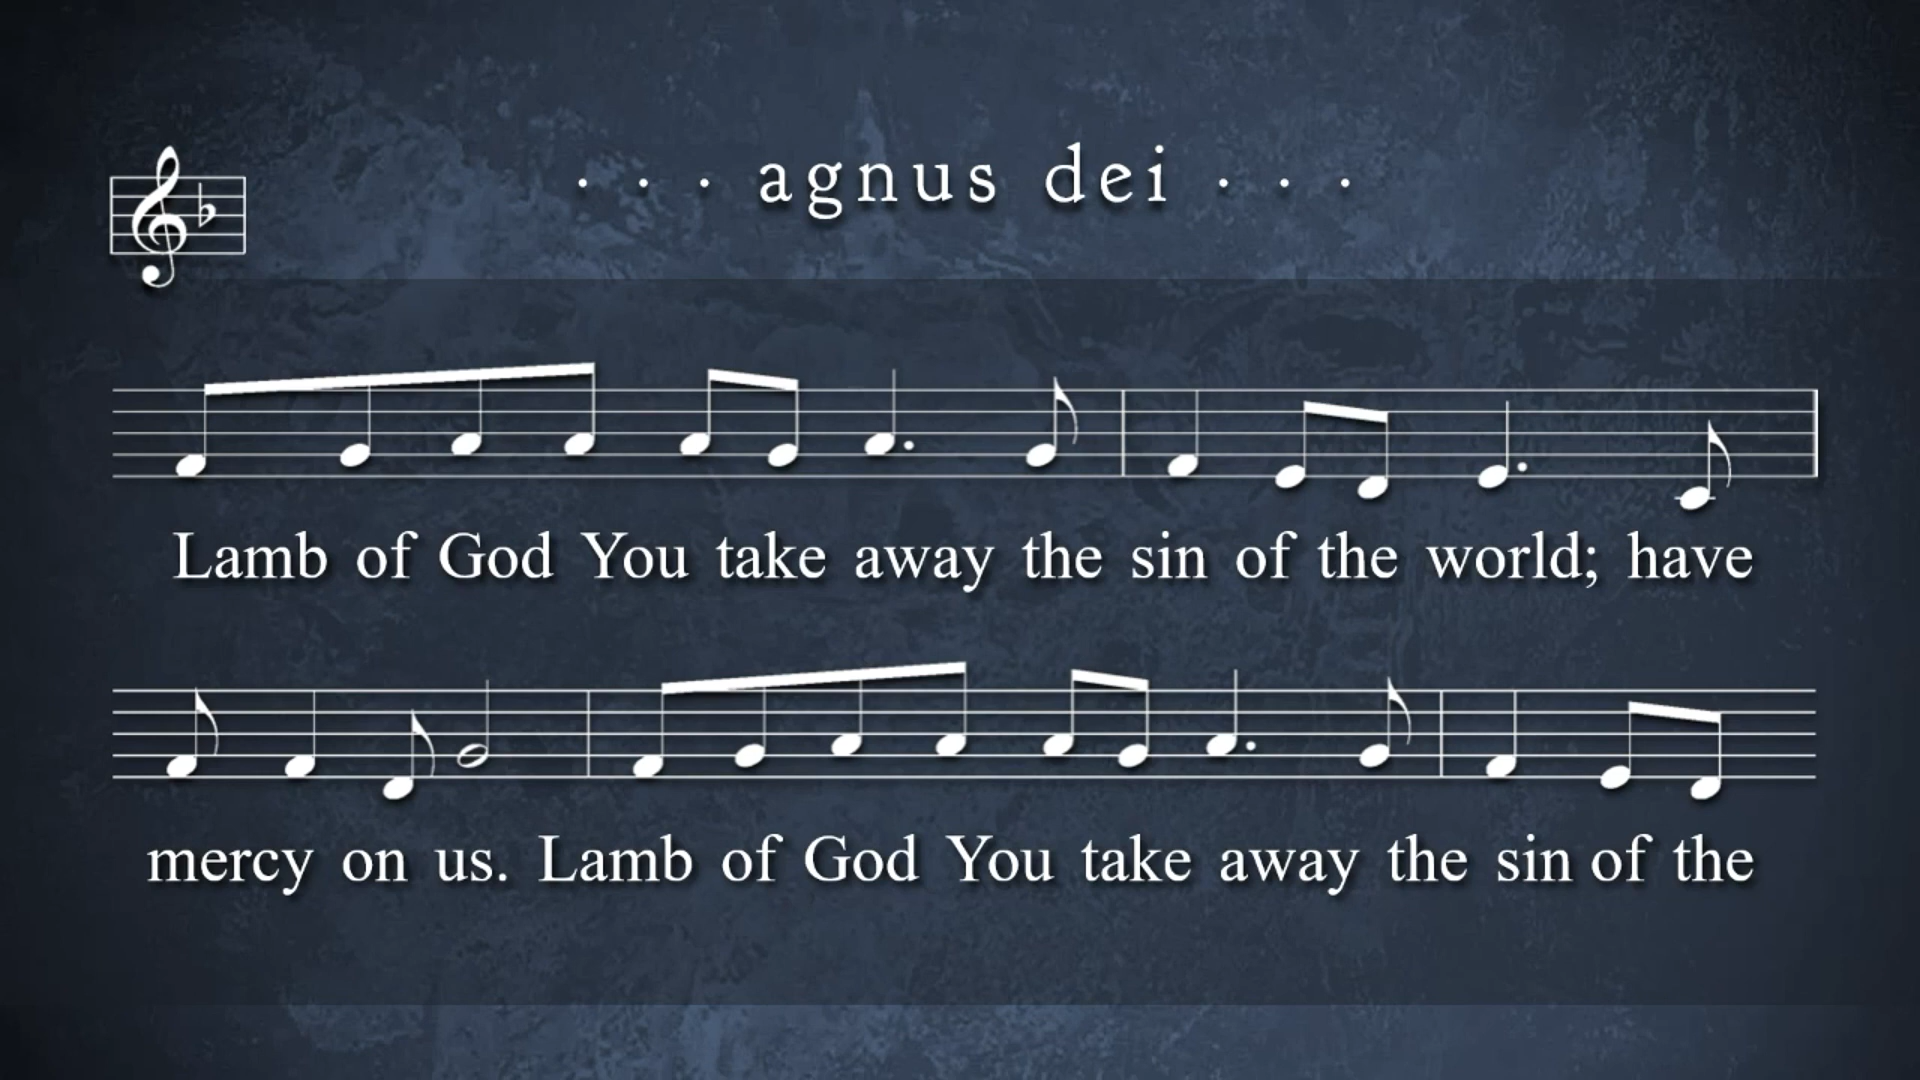 · · · agnus dei · · ·
Lamb of God You take away the sin of the world; have
mercy on us. Lamb of God You take away the sin of the